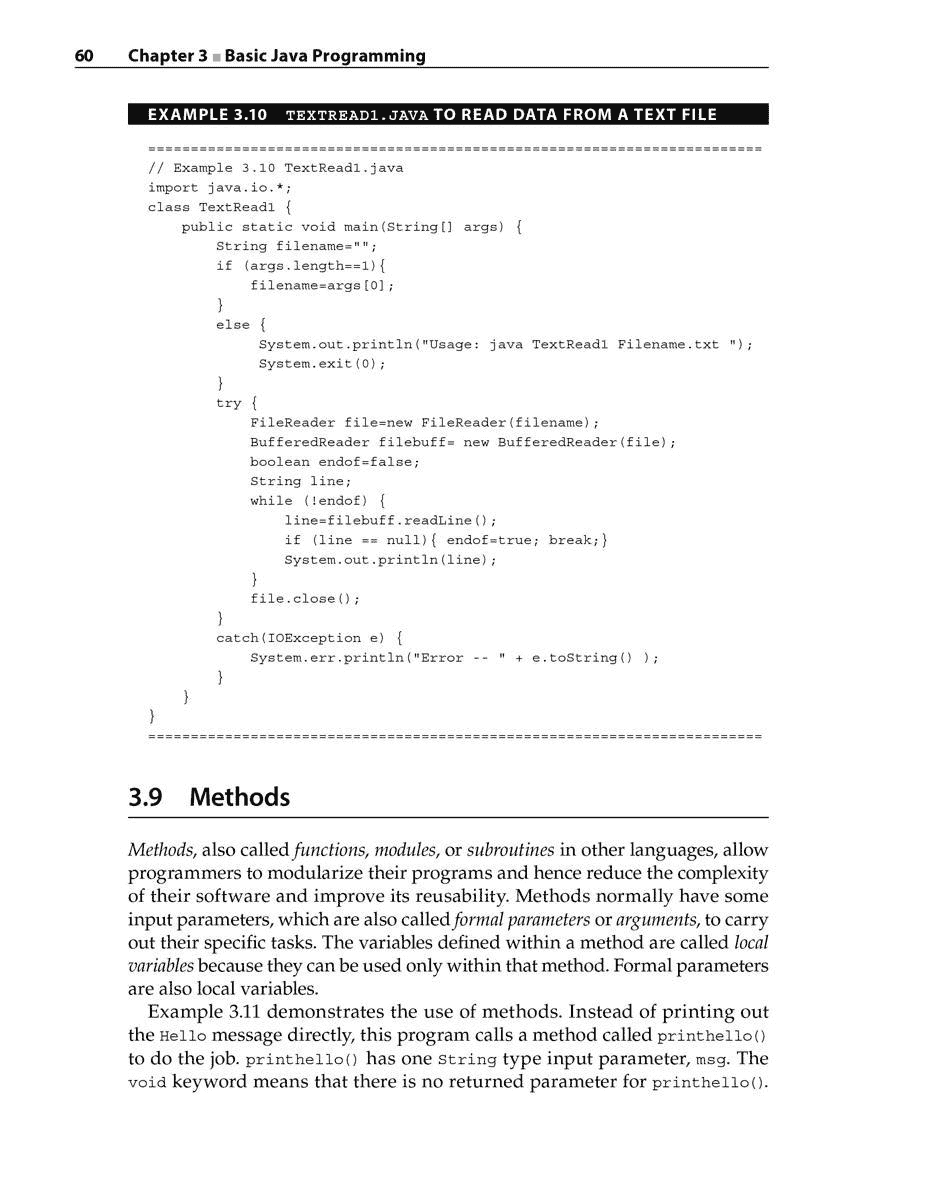 60 Chapter 3 ■ Basic Java Programming
EXAMPLE 3.10 TEXTREAD1.JAVA TO READ DATA FROM A TEXT FILE
========================================================================
// Example 3.10 TextRead1.java
import java.io.*;
class TextRead1 {
    public static void main(String[] args) {
        String filename="";
        if (args.length==1){
            filename=args[0];
        }
        else {
             System.out.println("Usage: java TextRead1 Filename.txt ");
             System.exit(0);
        }
        try {
            FileReader file=new FileReader(filename);
            BufferedReader filebuff= new BufferedReader(file);
            boolean endof=false;
            String line;
            while (!endof) {
                line=filebuff.readLine();
                if (line == null){ endof=true; break;}
                System.out.println(line);
            }
            file.close();
        }
        catch(IOException e) {
            System.err.println("Error -- " + e.toString() );
        }
    }
}
========================================================================
3.9 Methods
Methods, also called functions, modules, or subroutines in other languages, allow
programmers to modularize their programs and hence reduce the complexity
of their software and improve its reusability. Methods normally have some
input parameters, which are also called formal parameters or arguments, to carry
out their specific tasks. The variables defined within a method are called local
variables because they can be used only within that method. Formal parameters
are also local variables.
Example 3.11 demonstrates the use of methods. Instead of printing out
the Hello message directly, this program calls a method called printhello()
to do the job. printhello() has one String type input parameter, msg. The
void keyword means that there is no returned parameter for printhello().